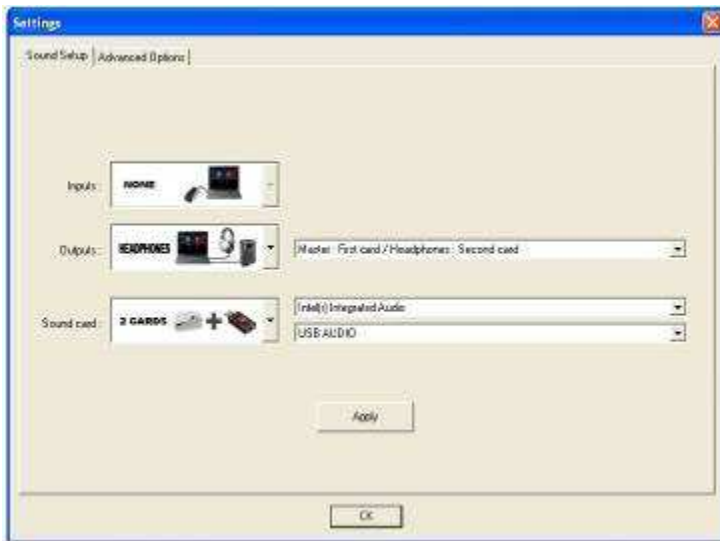 Settings
Sound Setup Advanced Options
Inputs : NONE
Outputs : HEADPHONES Master : First card / Headphones : Second card
Sound card : 2 CARDS Intel(r) Integrated Audio
USB AUDIO
Apply
OK